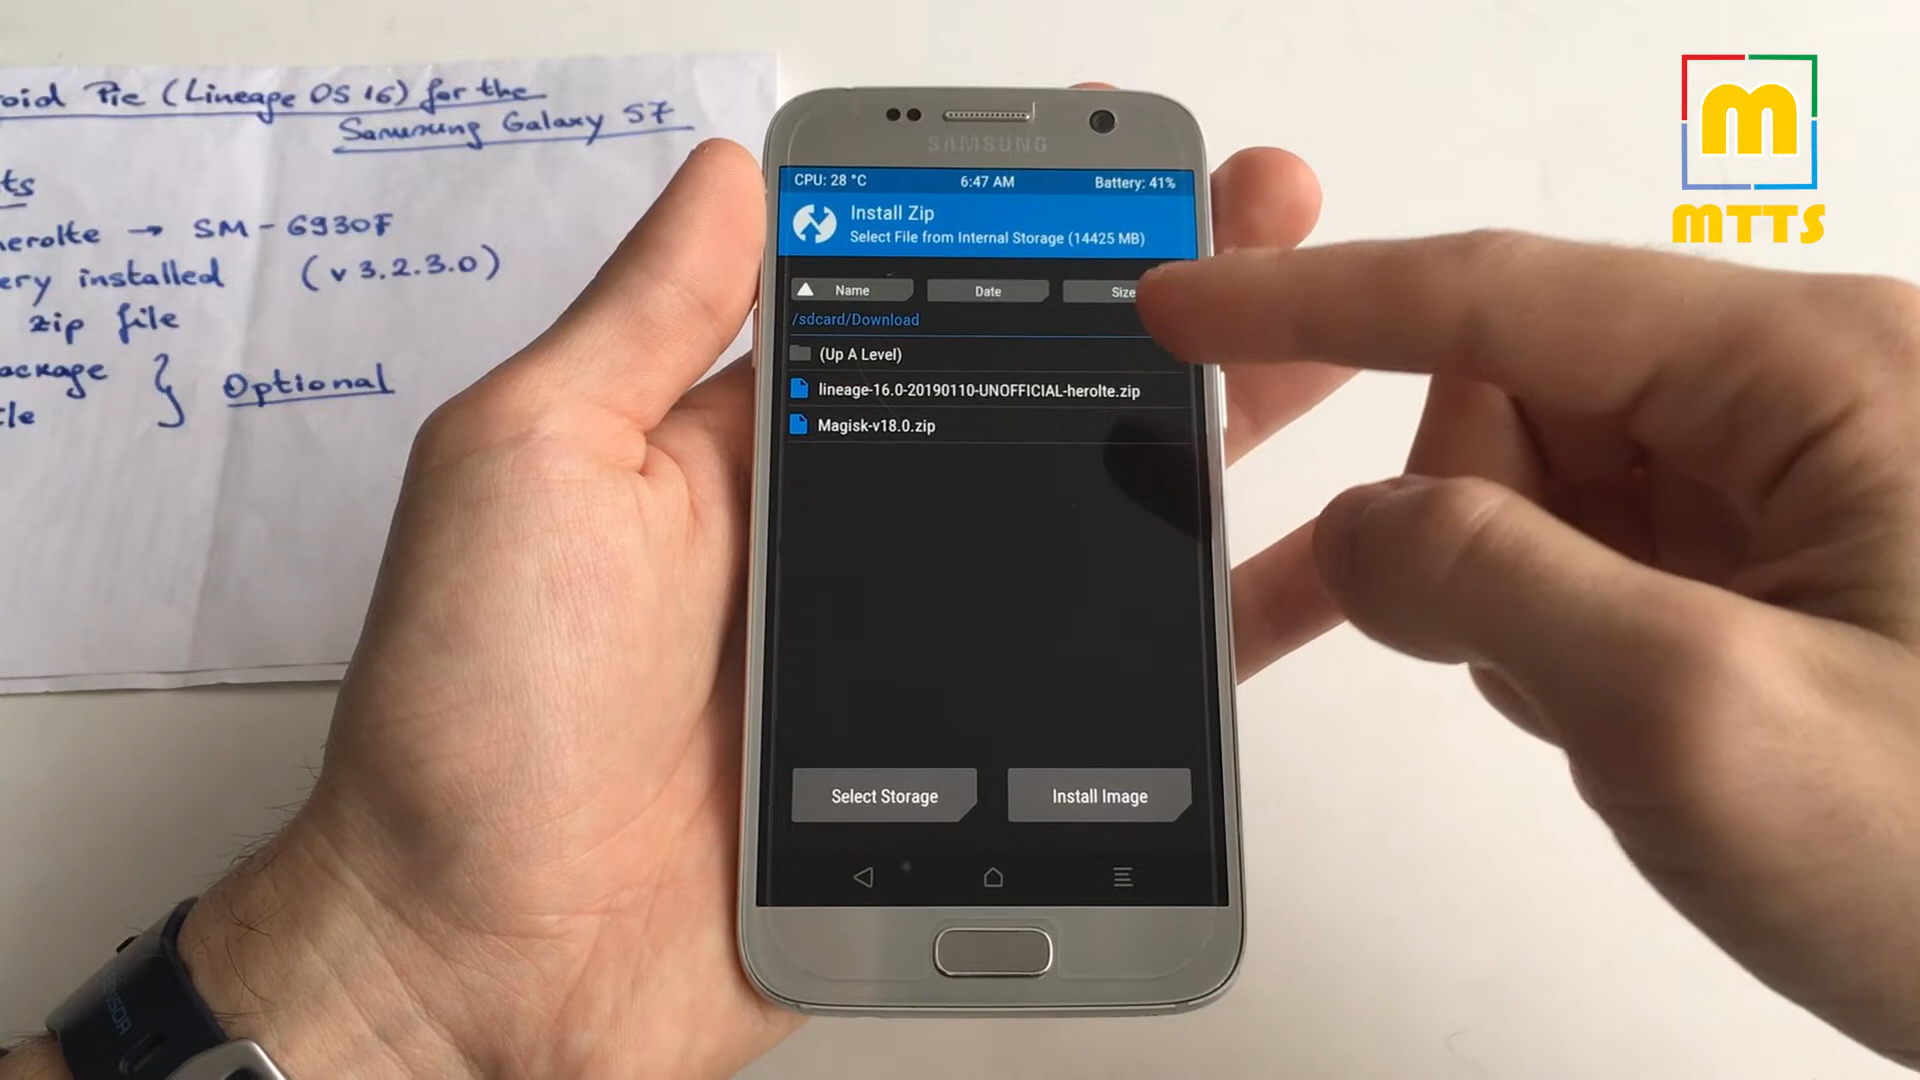 oid Pie (Lineage OS 16) for the
Samsung Galaxy S7
ts
herolte → SM-G930F
ery installed (v 3.2.3.0)
zip file
ackage
le
Optional
SAMSUNG
CPU: 28 °C 6:47 AM Battery: 41%
Install Zip
Select File from Internal Storage (14425 MB)
Name Date Size
/sdcard/Download
(Up A Level)
lineage-16.0-20190110-UNOFFICIAL-herolte.zip
Magisk-v18.0.zip
Select Storage Install Image
m
MTTS
SENSOR